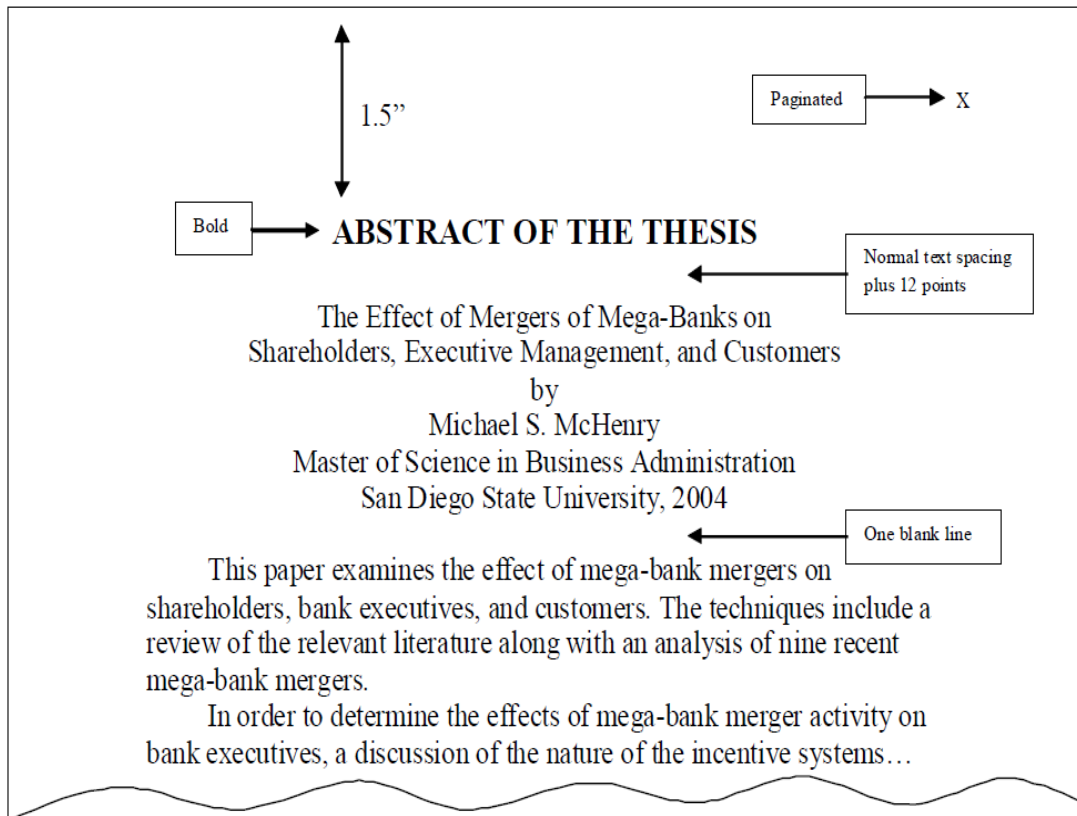 1.5”
Paginated
X
Bold
ABSTRACT OF THE THESIS
Normal text spacing
plus 12 points
The Effect of Mergers of Mega-Banks on
Shareholders, Executive Management, and Customers
by
Michael S. McHenry
Master of Science in Business Administration
San Diego State University, 2004
One blank line
This paper examines the effect of mega-bank mergers on
shareholders, bank executives, and customers. The techniques include a
review of the relevant literature along with an analysis of nine recent
mega-bank mergers.
In order to determine the effects of mega-bank merger activity on
bank executives, a discussion of the nature of the incentive systems…